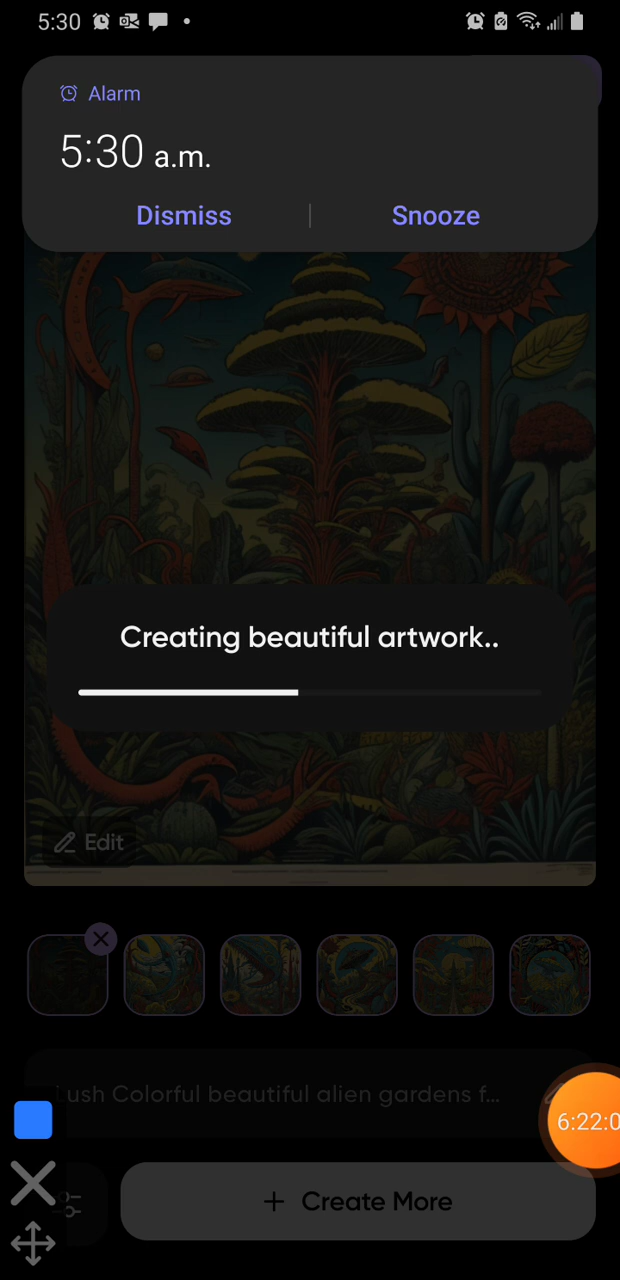 5:30
Alarm
5:30 a.m.
Dismiss
Snooze
Creating beautiful artwork..
Edit
ush Colorful beautiful alien gardens f...
6:22:0
+ Create More